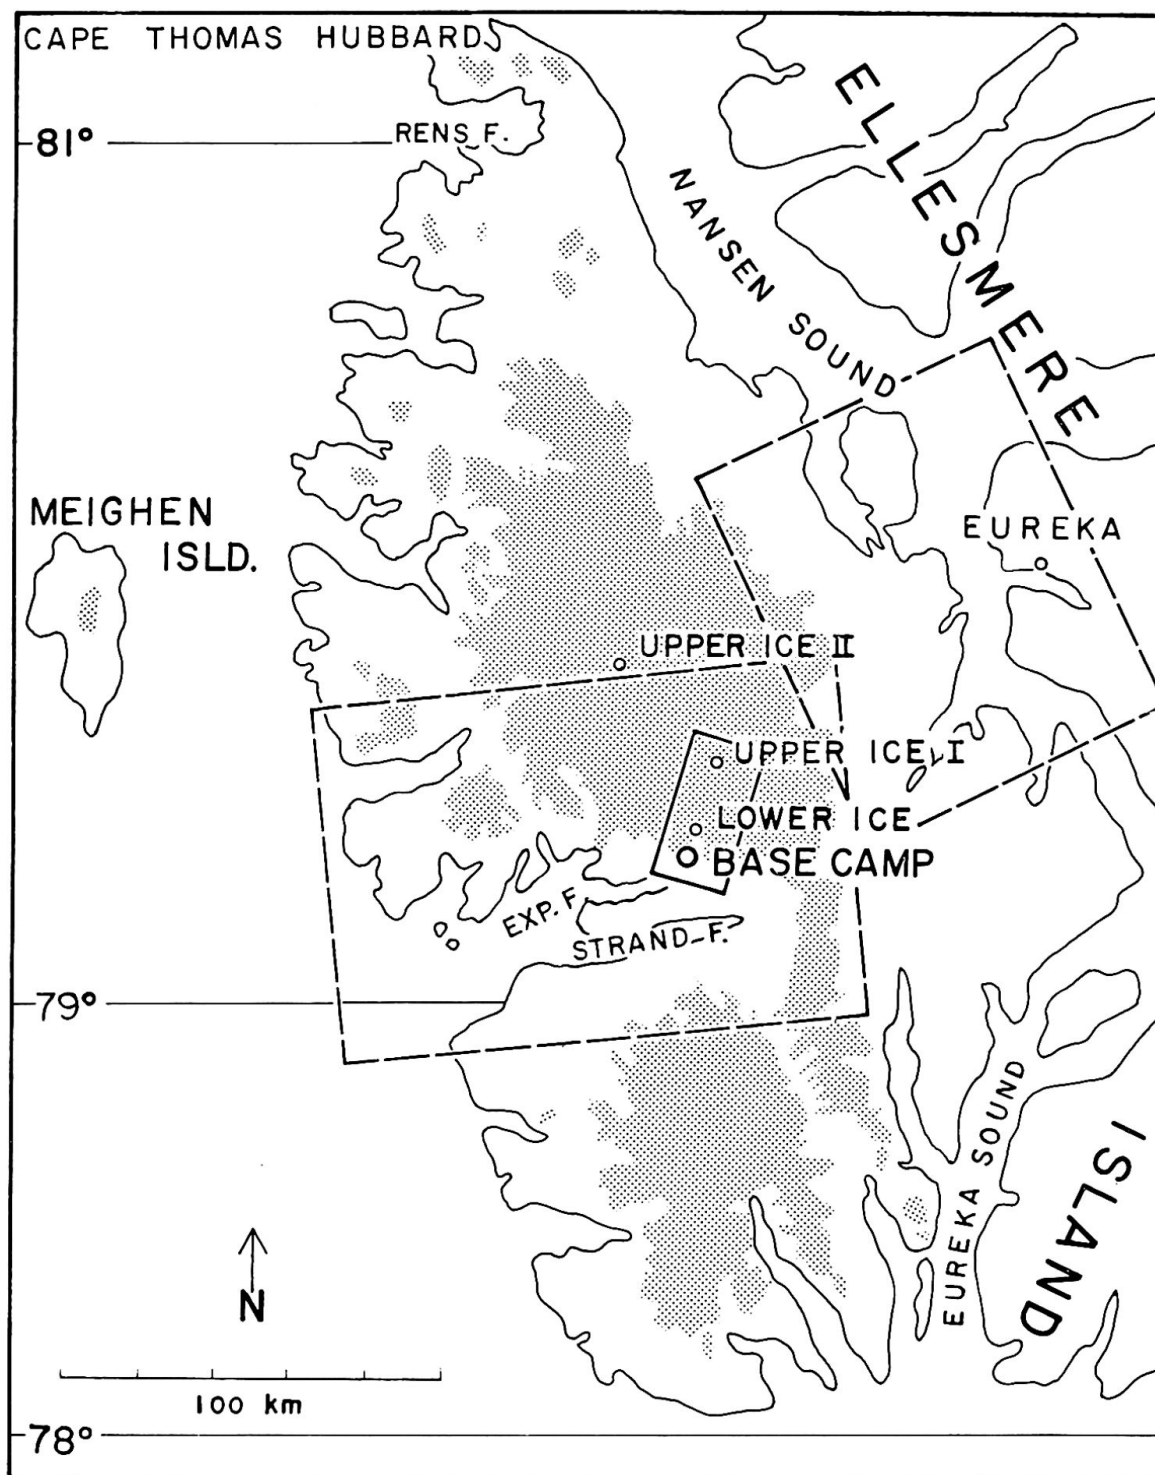 CAPE THOMAS HUBBARD
81°
RENS F.
ELLESMERE
NANSEN SOUND
MEIGHEN
ISLD.
EUREKA
UPPER ICE II
UPPER ICE I
LOWER ICE
BASE CAMP
EXP. F.
STRAND F.
79°
EUREKA SOUND
ISLAND
N
100 km
78°